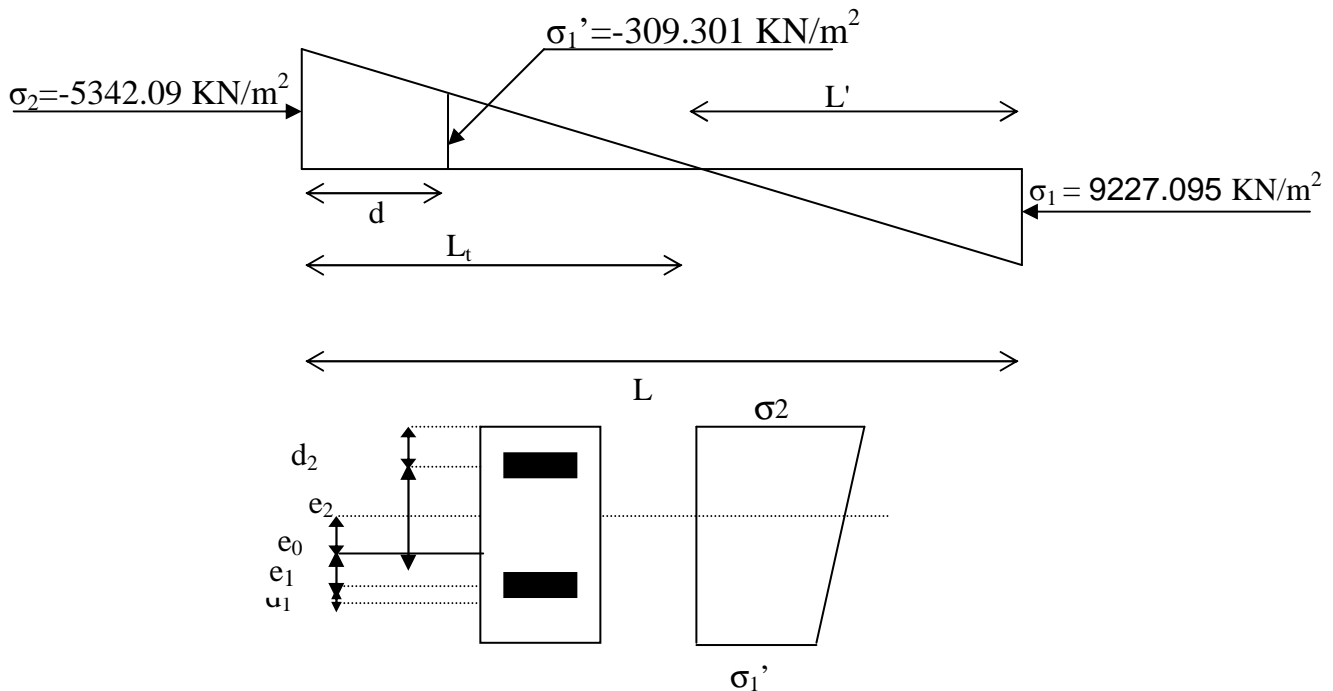 σ₁’=-309.301 KN/m²
σ₂=-5342.09 KN/m²
L'
σ₁ = 9227.095 KN/m²
d
Lₜ
L
σ2
d₂
e₂
e₀
e₁
σ₁’